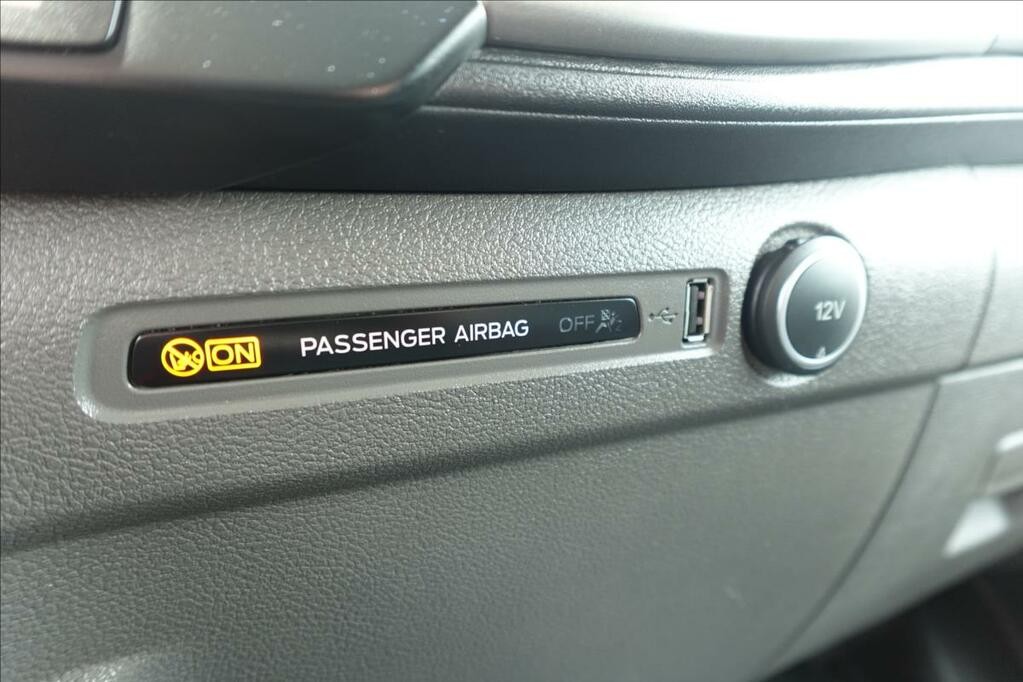 ON PASSENGER AIRBAG OFF
12V